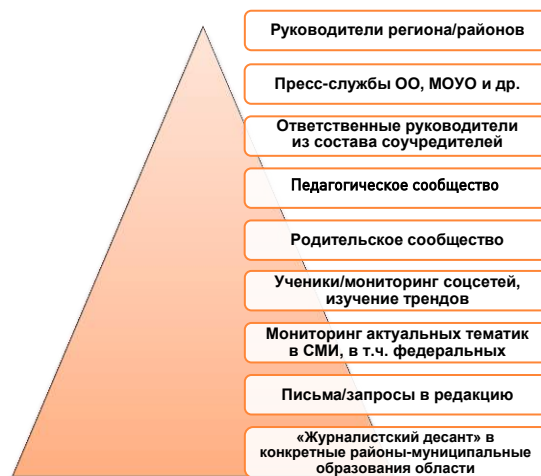 Руководители региона/районов
Пресс-службы ОО, МОУО и др.
Ответственные руководители
из состава соучредителей
Педагогическое сообщество
Родительское сообщество
Ученики/мониторинг соцсетей,
изучение трендов
Мониторинг актуальных тематик
в СМИ, в т.ч. федеральных
Письма/запросы в редакцию
«Журналистский десант» в
конкретные районы-муниципальные
образования области